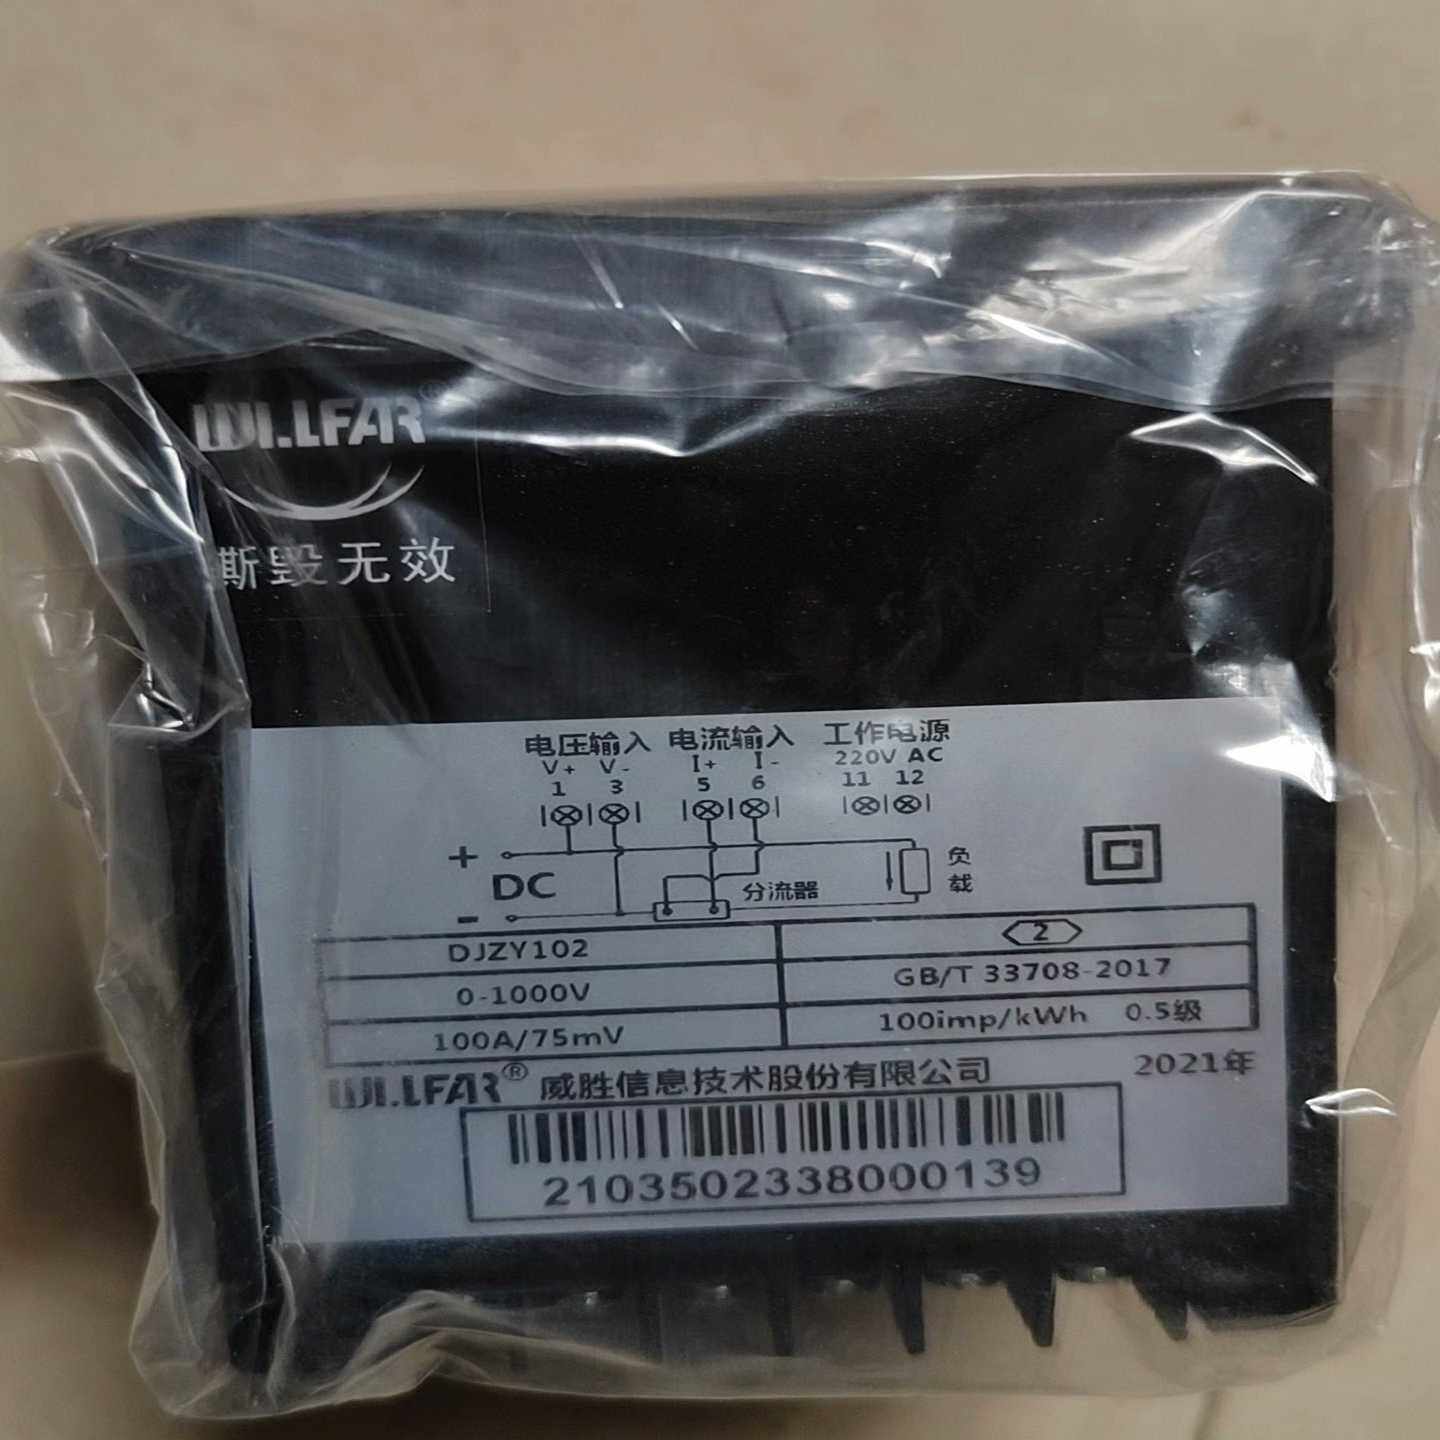 WILLFAR
撕毁无效
电压输入 电流输入 工作电源
V+ V- I+ I- 220V AC
1 3 5 6 11 12
+
DC
-
分流器
负载
DJZY102 2
0-1000V GB/T 33708-2017
100A/75mV 100imp/kWh 0.5级
WILLFAR® 威胜信息技术股份有限公司 2021年
2103502338000139